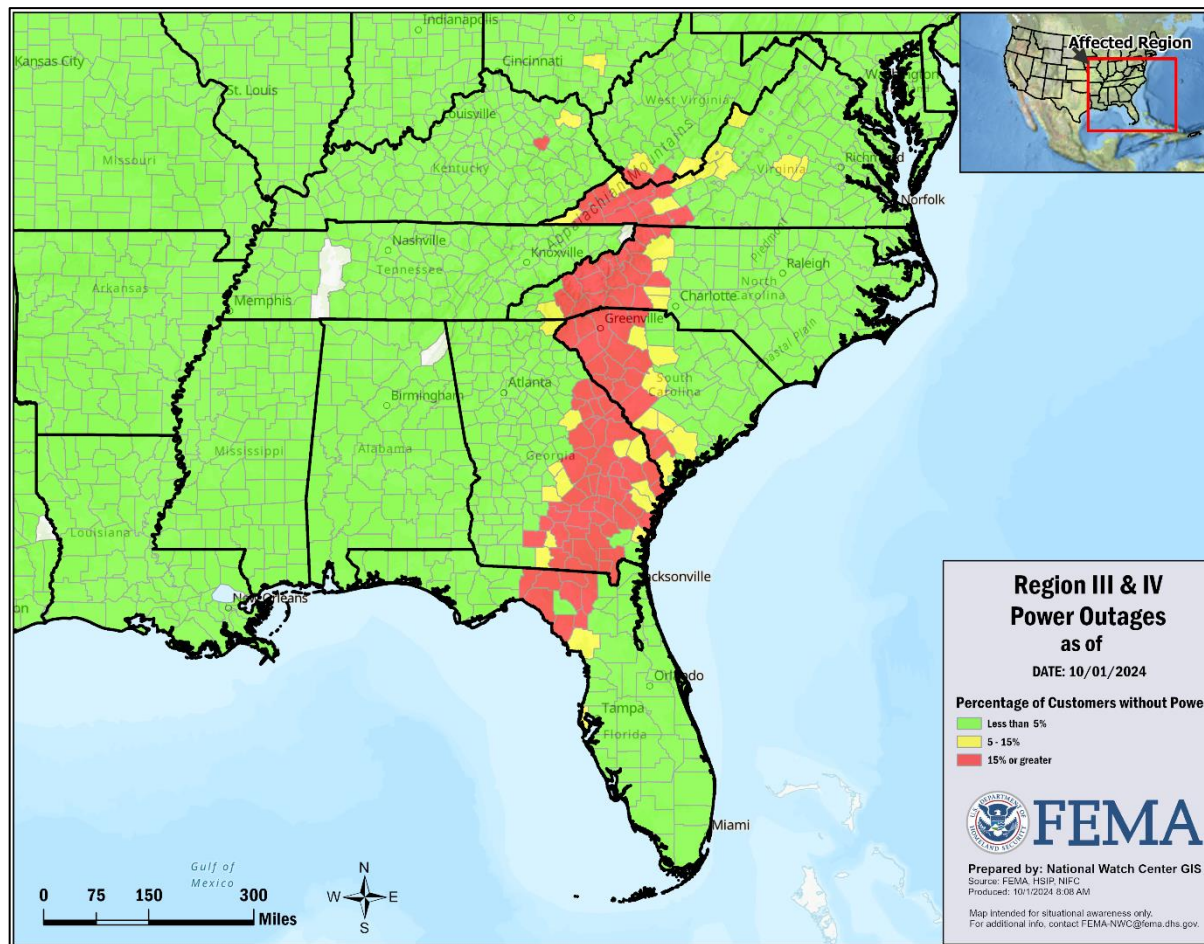 Indianapolis
Kansas City
Cincinnati
St. Louis
West Virginia
Washington
Louisville
Missouri
Kentucky
Virginia
Richmond
Appalachian Mountains
Norfolk
Nashville
Knoxville
Tennessee
Piedmont
Raleigh
North
Carolina
Arkansas
Memphis
Charlotte
Greenville
Coastal Plain
Atlanta
South
Carolina
Birmingham
Mississippi
Alabama
Georgia
Louisiana
New Orleans
acksonville
Orlando
Tampa
Florida
Miami
Gulf of
Mexico
0 75 150 300
Miles
N
W E
S
Affected Region
Region III & IV
Power Outages
as of
DATE: 10/01/2024
Percentage of Customers without Powe
Less than 5%
5 - 15%
15% or greater
U.S. DEPARTMENT OF
HOMELAND SECURITY
FEMA
Prepared by: National Watch Center GIS
Source: FEMA, HSIP, NIFC
Produced: 10/1/2024 8:08 AM
Map intended for situational awareness only.
For additional info, contact FEMA-NWC@fema.dhs.gov.